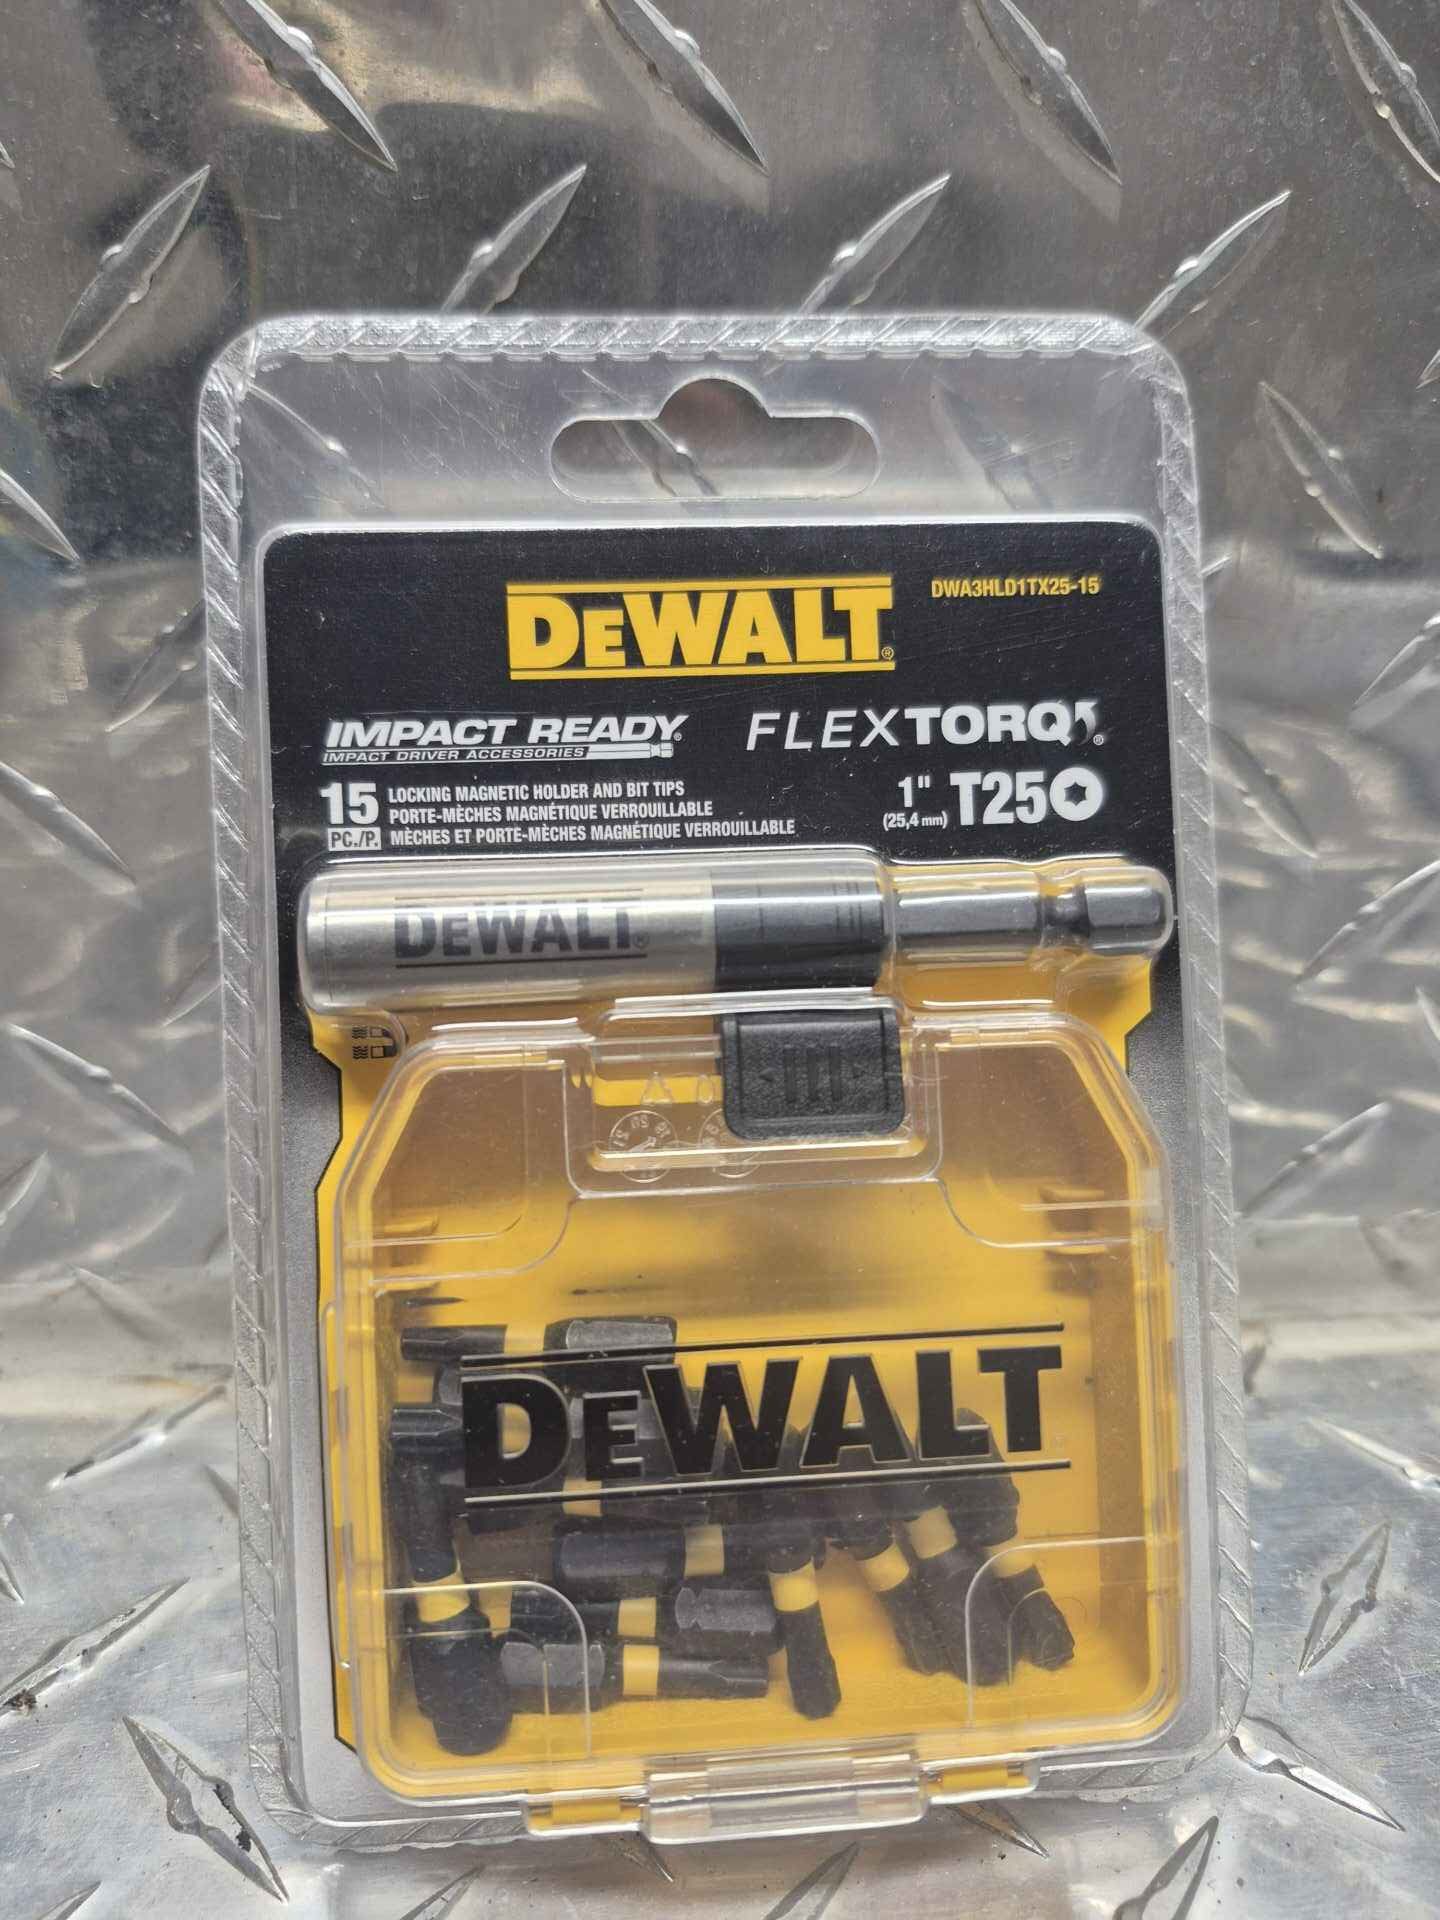 DEWALT®
DWA3HLD1TX25-15
IMPACT READY®
IMPACT DRIVER ACCESSORIES
FLEXTORQ®
15 PC./P.
LOCKING MAGNETIC HOLDER AND BIT TIPS
PORTE-MÈCHES MAGNÉTIQUE VERROUILLABLE
MÈCHES ET PORTE-MÈCHES MAGNÉTIQUE VERROUILLABLE
1" (25,4 mm) T25
DEWALT®
DEWALT